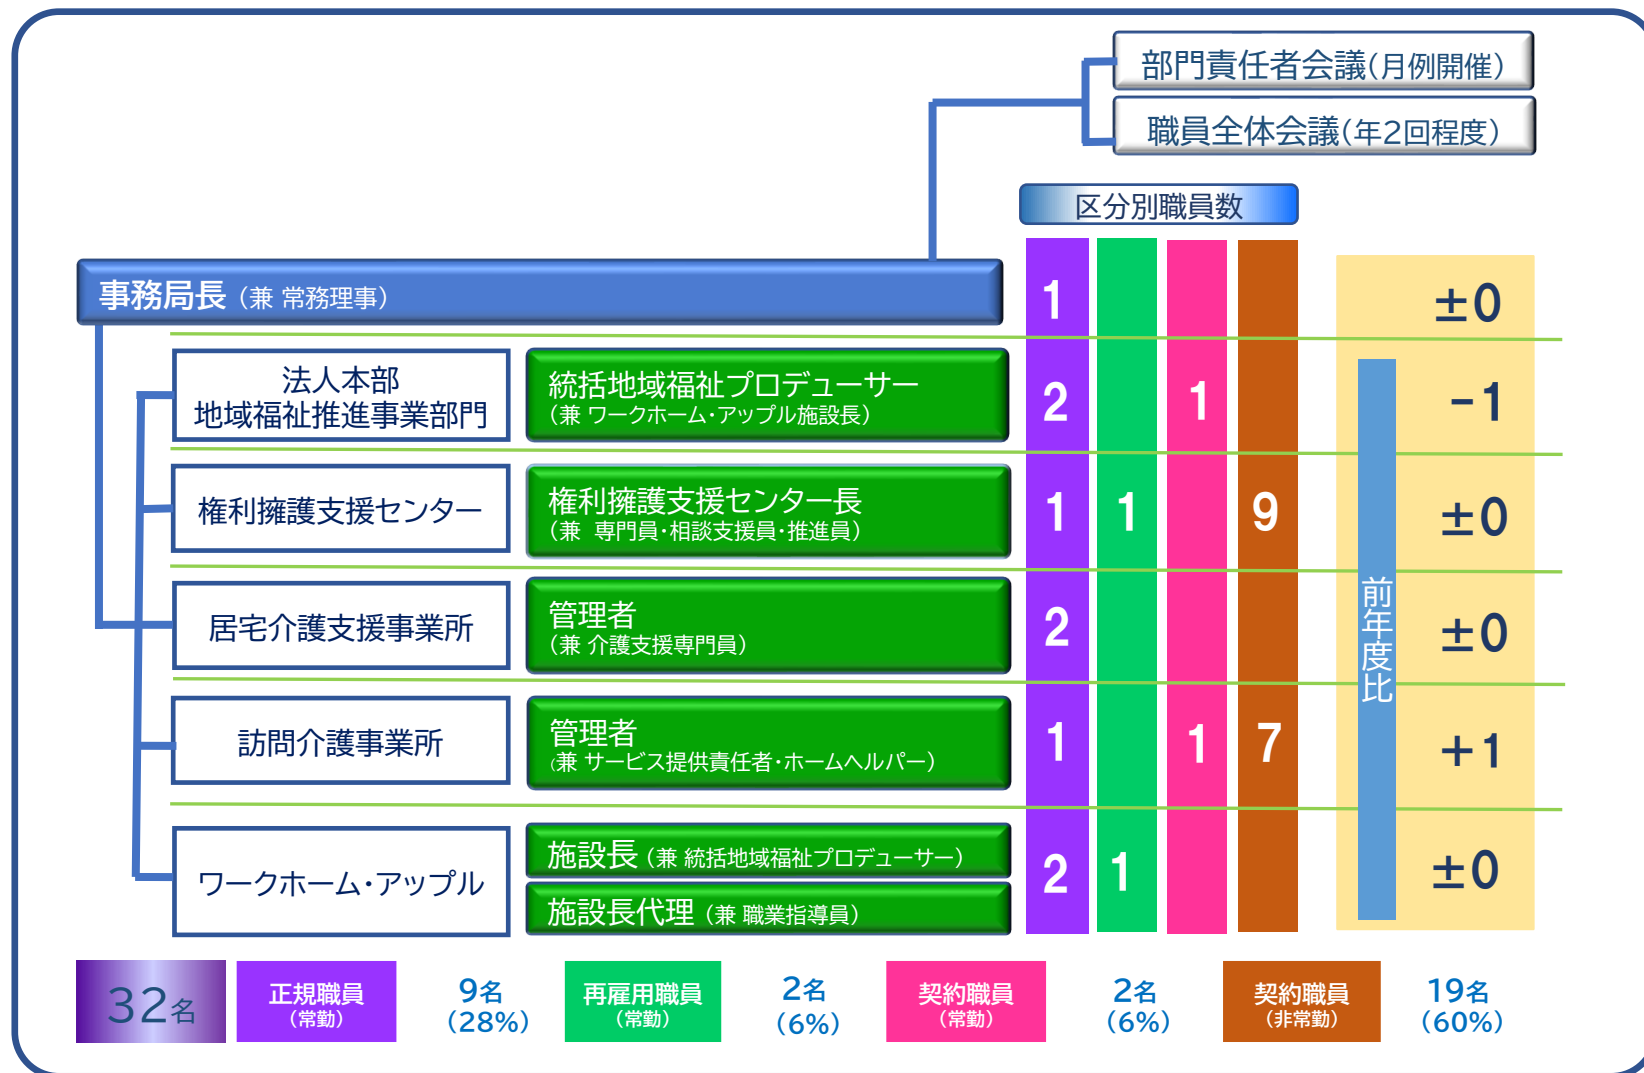 部門責任者会議(月例開催)
職員全体会議(年2回程度)
区分別職員数
事務局長 (兼 常務理事)
1
±0
法人本部
地域福祉推進事業部門
統括地域福祉プロデューサー
(兼 ワークホーム・アップル施設長)
2
1
-1
権利擁護支援センター
権利擁護支援センター長
(兼 専門員・相談支援員・推進員)
1
1
9
±0
居宅介護支援事業所
管理者
(兼 介護支援専門員)
2
±0
前年度比
訪問介護事業所
管理者
(兼 サービス提供責任者・ホームヘルパー)
1
1
7
+1
ワークホーム・アップル
施設長 (兼 統括地域福祉プロデューサー)
施設長代理 (兼 職業指導員)
2
1
±0
32名
正規職員
(常勤)
9名
(28%)
再雇用職員
(常勤)
2名
(6%)
契約職員
(常勤)
2名
(6%)
契約職員
(非常勤)
19名
(60%)